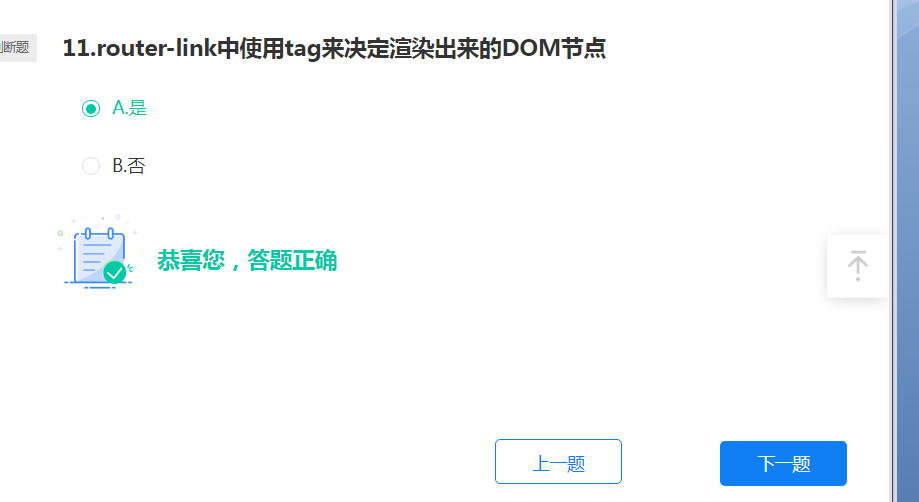 判断题
11.router-link中使用tag来决定渲染出来的DOM节点
A.是
B.否
恭喜您，答题正确
上一题
下一题